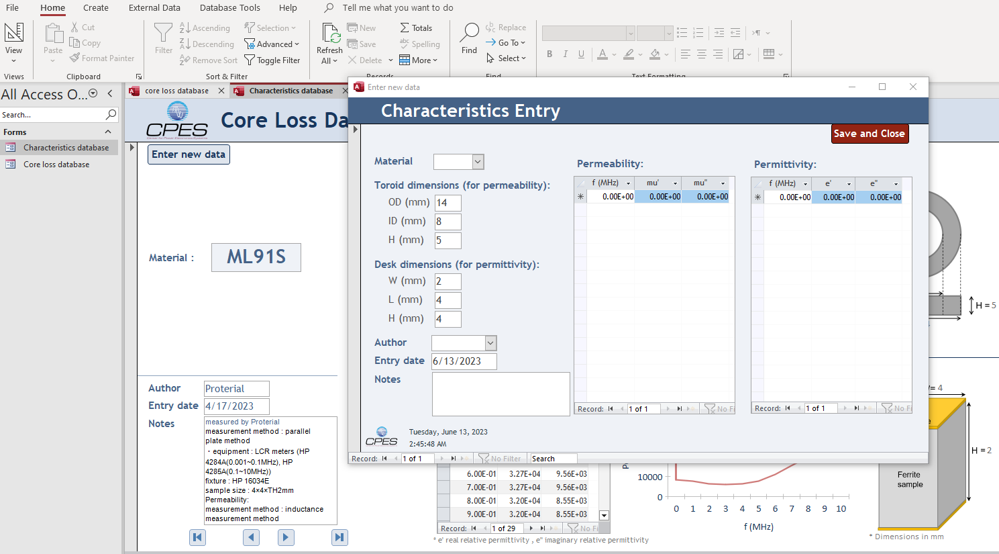 File Home Create External Data Database Tools Help Tell me what you want to do
View
Views
Paste
Cut
Copy
Format Painter
Clipboard
Filter
Ascending
Descending
Remove Sort
Selection
Advanced
Toggle Filter
Sort & Filter
Refresh
All
New
Save
Delete
Totals
Spelling
More
Records
Find
Replace
Go To
Select
Find
B I U A
Text Formatting
All Access O...
Search...
Forms
Characteristics database
Core loss database
core loss database
Characteristics database
CPES
Core Loss Da
Enter new data
Material :
ML91S
Author
Proterial
Entry date
4/17/2023
Notes
measured by Proterial
measurement method : parallel
plate method
・equipment : LCR meters (HP
4284A(0.001~0.1MHz), HP
4285A(0.1~10MHz))
fixture : HP 16034E
sample size : 4×4×TH2mm
Permeability:
measurement method : inductance
measurement method
Enter new data
Characteristics Entry
Save and Close
Material
Toroid dimensions (for permeability):
OD (mm) 14
ID (mm) 8
H (mm) 5
Desk dimensions (for permittivity):
W (mm) 2
L (mm) 4
H (mm) 4
Author
Entry date 6/13/2023
Notes
CPES
Tuesday, June 13, 2023
2:45:48 AM
Record: 1 of 1 No Filter Search
Permeability:
f (MHz) mu' mu"
0.00E+00 0.00E+00 0.00E+00
Record: 1 of 1 No Fi
Permittivity:
f (MHz) e' e"
0.00E+00 0.00E+00 0.00E+00
Record: 1 of 1 No Fi
H = 5
= 4
H = 2
Ferrite
sample
* Dimensions in mm
6.00E-01 3.27E+04 9.56E+03
7.00E-01 3.27E+04 9.56E+03
8.00E-01 3.20E+04 8.55E+03
9.00E-01 3.20E+04 8.55E+03
Record: 1 of 29 No Fi
* e' real relative permittivity , e" imaginary relative permittivity
10000
0
0 1 2 3 4 5 6 7 8 9 10
f (MHz)